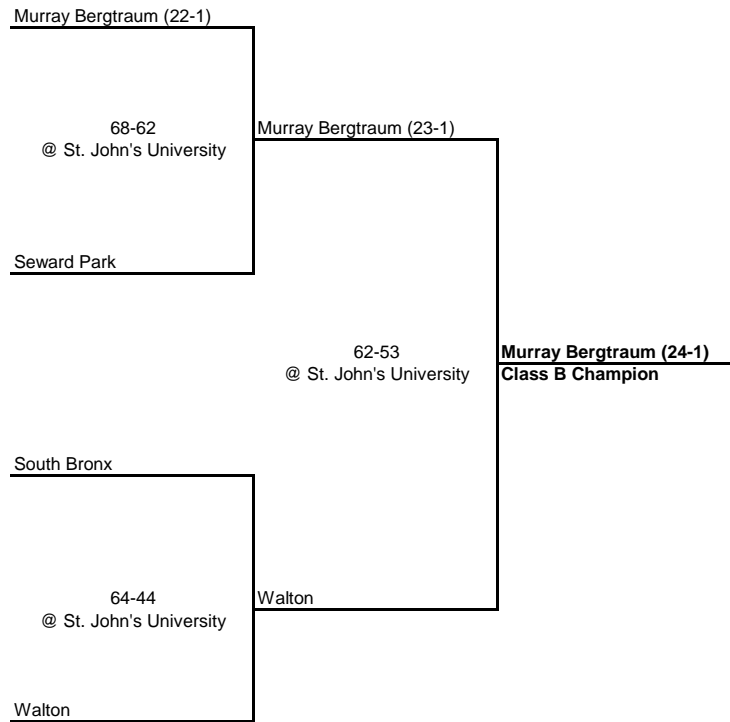 Murray Bergtraum (22-1)
68-62
@ St. John's University
Murray Bergtraum (23-1)
Seward Park
62-53
@ St. John's University
Murray Bergtraum (24-1)
Class B Champion
South Bronx
64-44
@ St. John's University
Walton
Walton